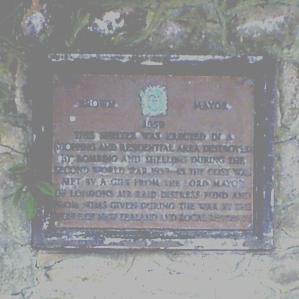 BROWN MAYOR
1959
THIS SHELTER WAS ERECTED IN A
SHOPPING AND RESIDENTIAL AREA DESTROYED
BY BOMBING AND SHELLING DURING THE
SECOND WORLD WAR 1939-45 THE COST WAS
MET BY A GIFT FROM THE LORD MAYOR
OF LONDON'S AIR RAID DISTRESS FUND AND
FROM SUMS GIVEN DURING THE WAR BY THE
OF NEW ZEALAND AND LOCAL